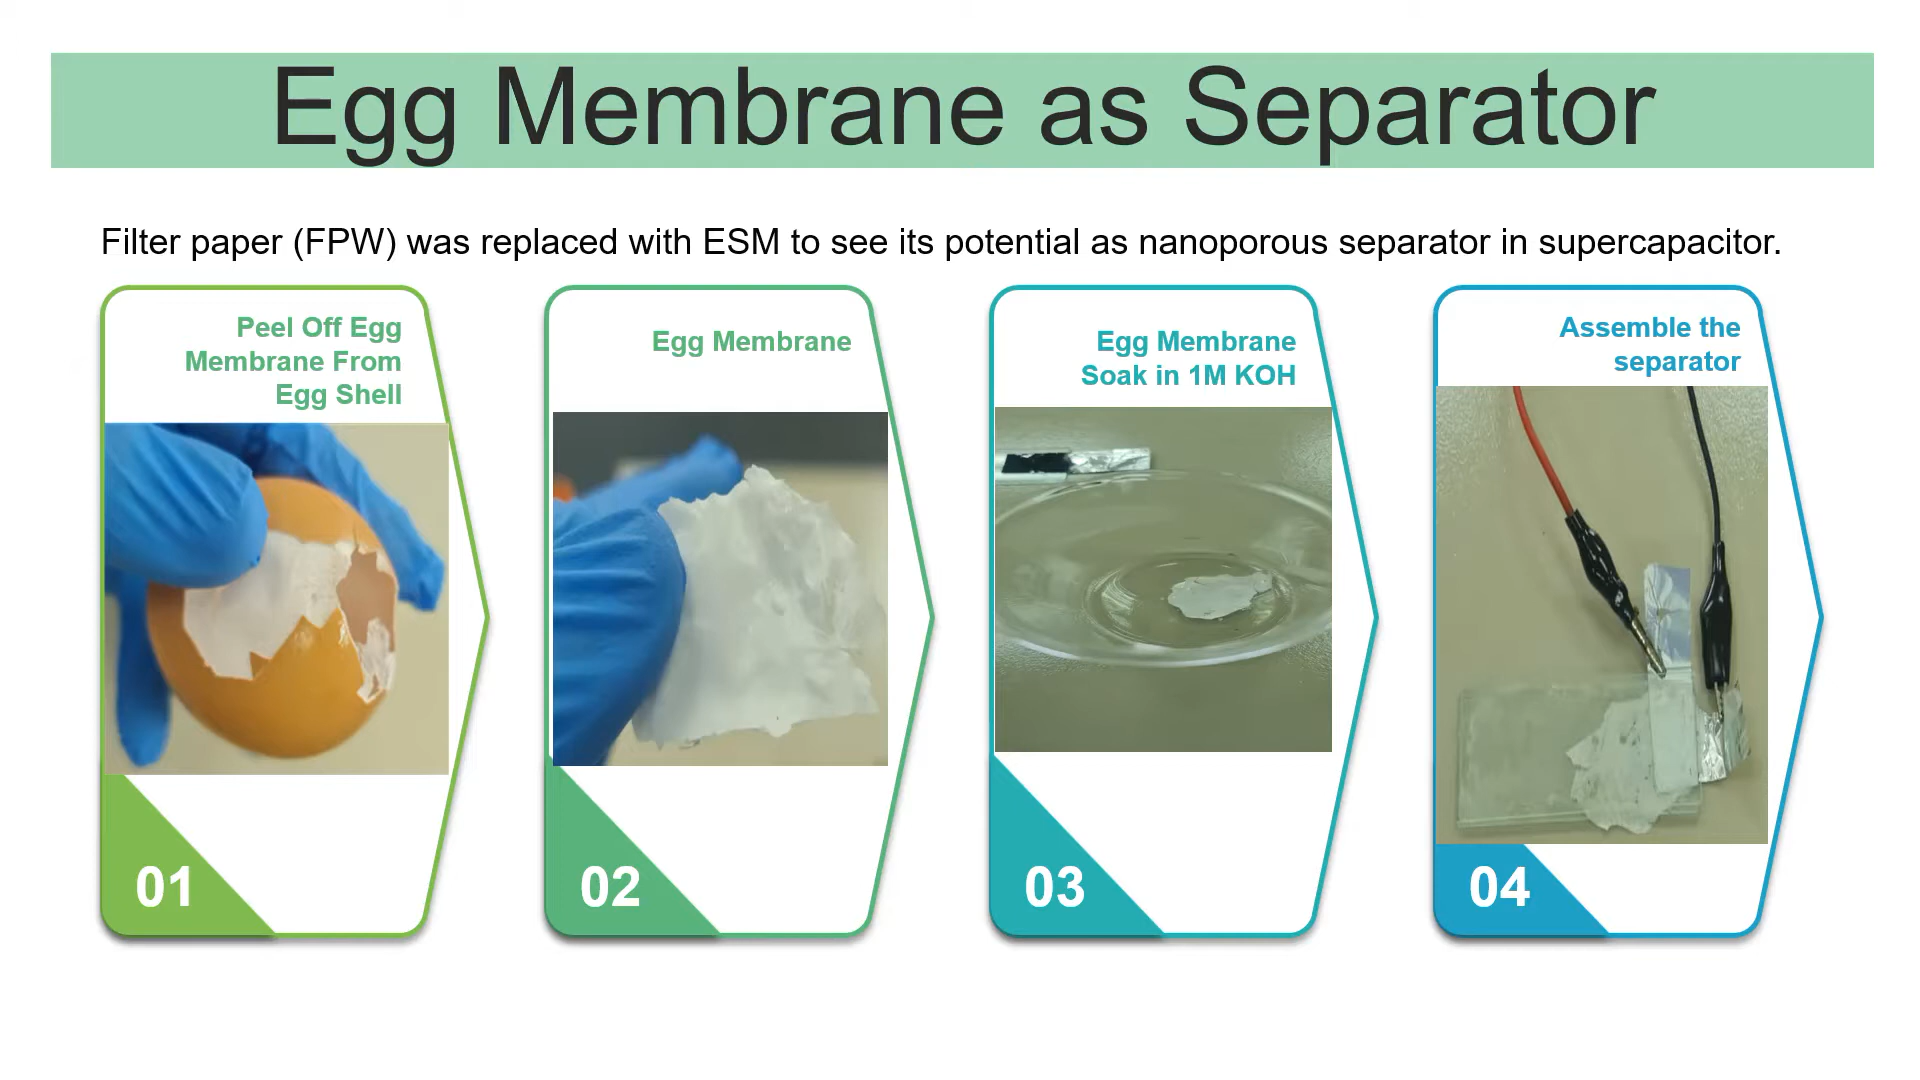 Egg Membrane as Separator
Filter paper (FPW) was replaced with ESM to see its potential as nanoporous separator in supercapacitor.
Peel Off Egg
Membrane From
Egg Shell
01
Egg Membrane
02
Egg Membrane
Soak in 1M KOH
03
Assemble the
separator
04